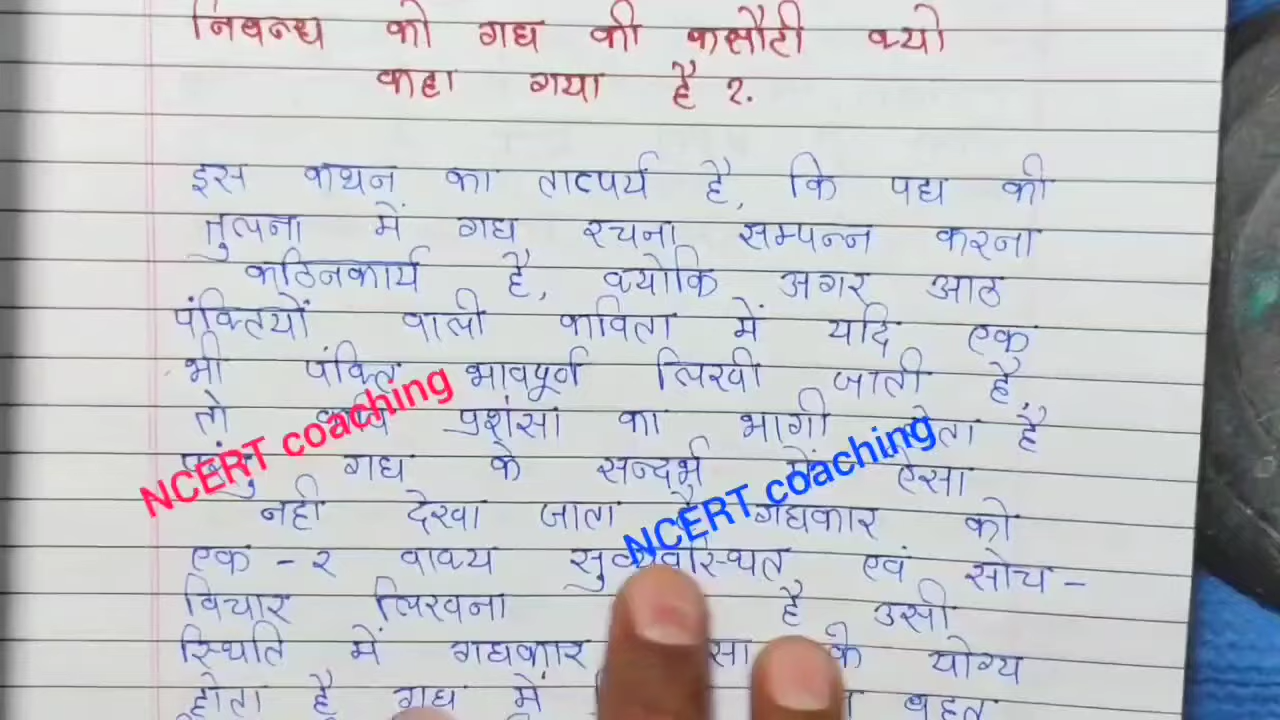 निबन्ध को गद्य की कसौटी क्यो
कहा गया है ?.
इस कथन का तात्पर्य है, कि पद्य की
तुलना में गद्य रचना सम्पन्न करना
कठिनकार्य है, क्योकि अगर आठ
पंक्तियों वाली कविता में यदि एक
भी पंक्ति भावपूर्ण लिखी जाती है,
तो प्रशंसा का भागी होता है
गद्य के सन्दर्भ में ऐसा
नही देखा जाता है गद्यकार को
एक - २ वाक्य सुव्यवस्थित एवं सोच -
विचार लिखना है उसी
स्थिति में गद्यकार के योग्य
होता है गद्य में बहुत
NCERT coaching
NCERT coaching